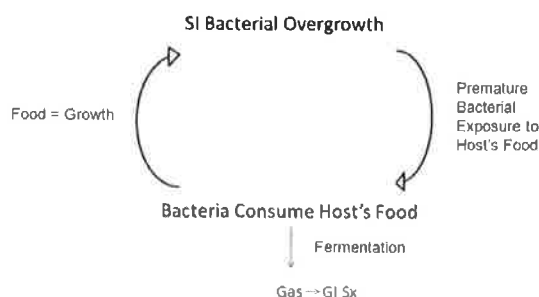 SI Bacterial Overgrowth
Food = Growth
Premature
Bacterial
Exposure to
Host's Food
Bacteria Consume Host's Food
Fermentation
Gas→GI Sx